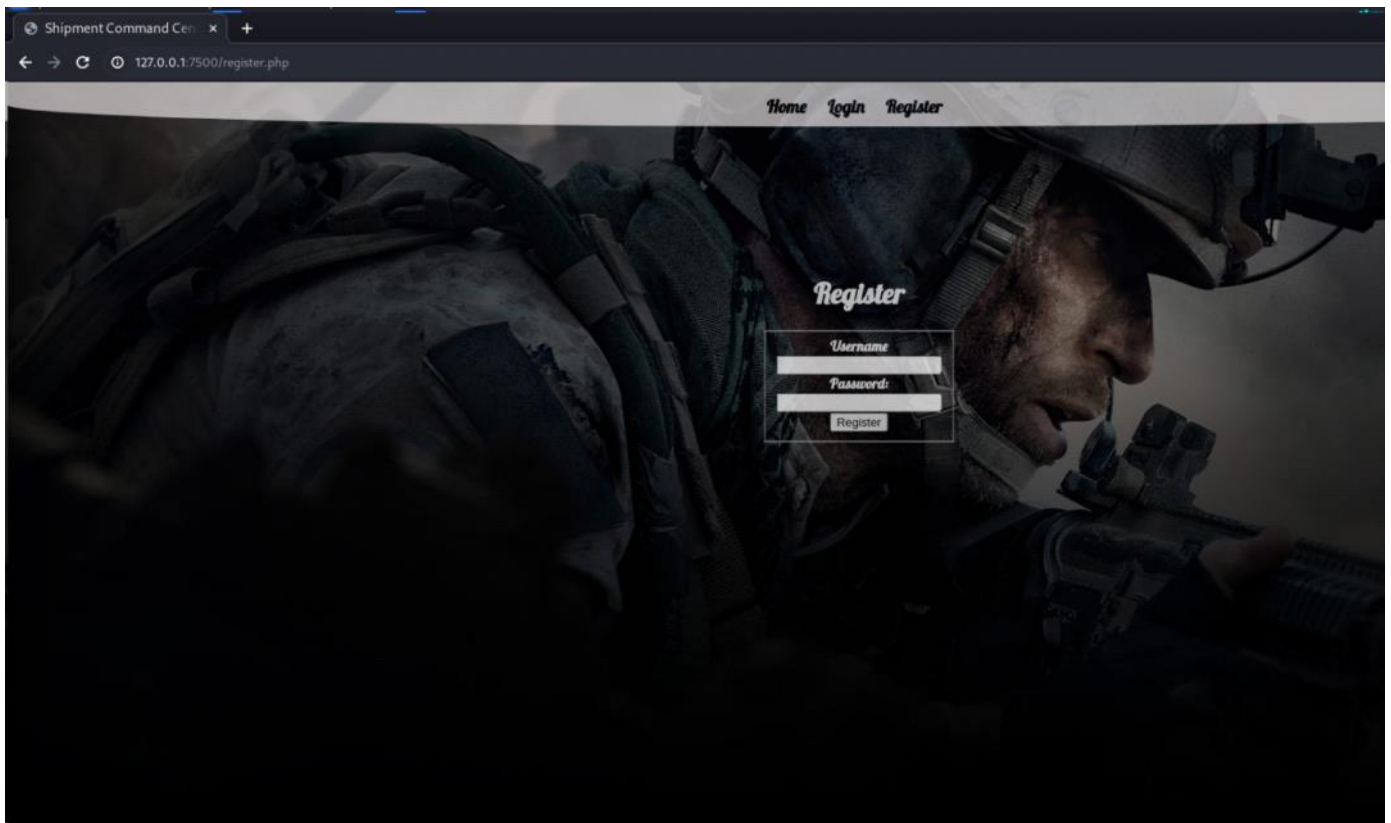 Shipment Command Cen
127.0.0.1:7500/register.php
Home Login Register
Register
Username
Password:
Register